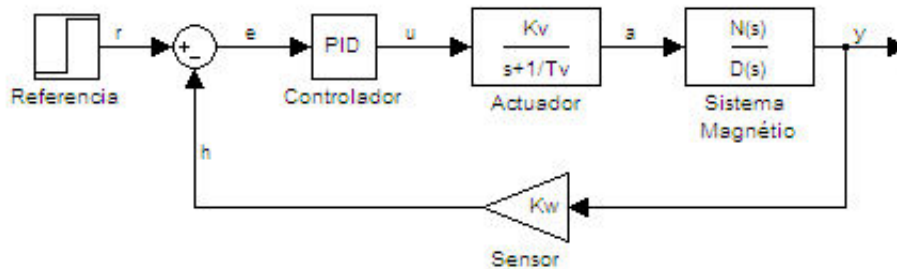 r
+
−
e
PID
u
Kv
s+1/Tv
a
N(s)
D(s)
y
Referencia
Controlador
Actuador
Sistema
Magnétio
h
Kw
Sensor